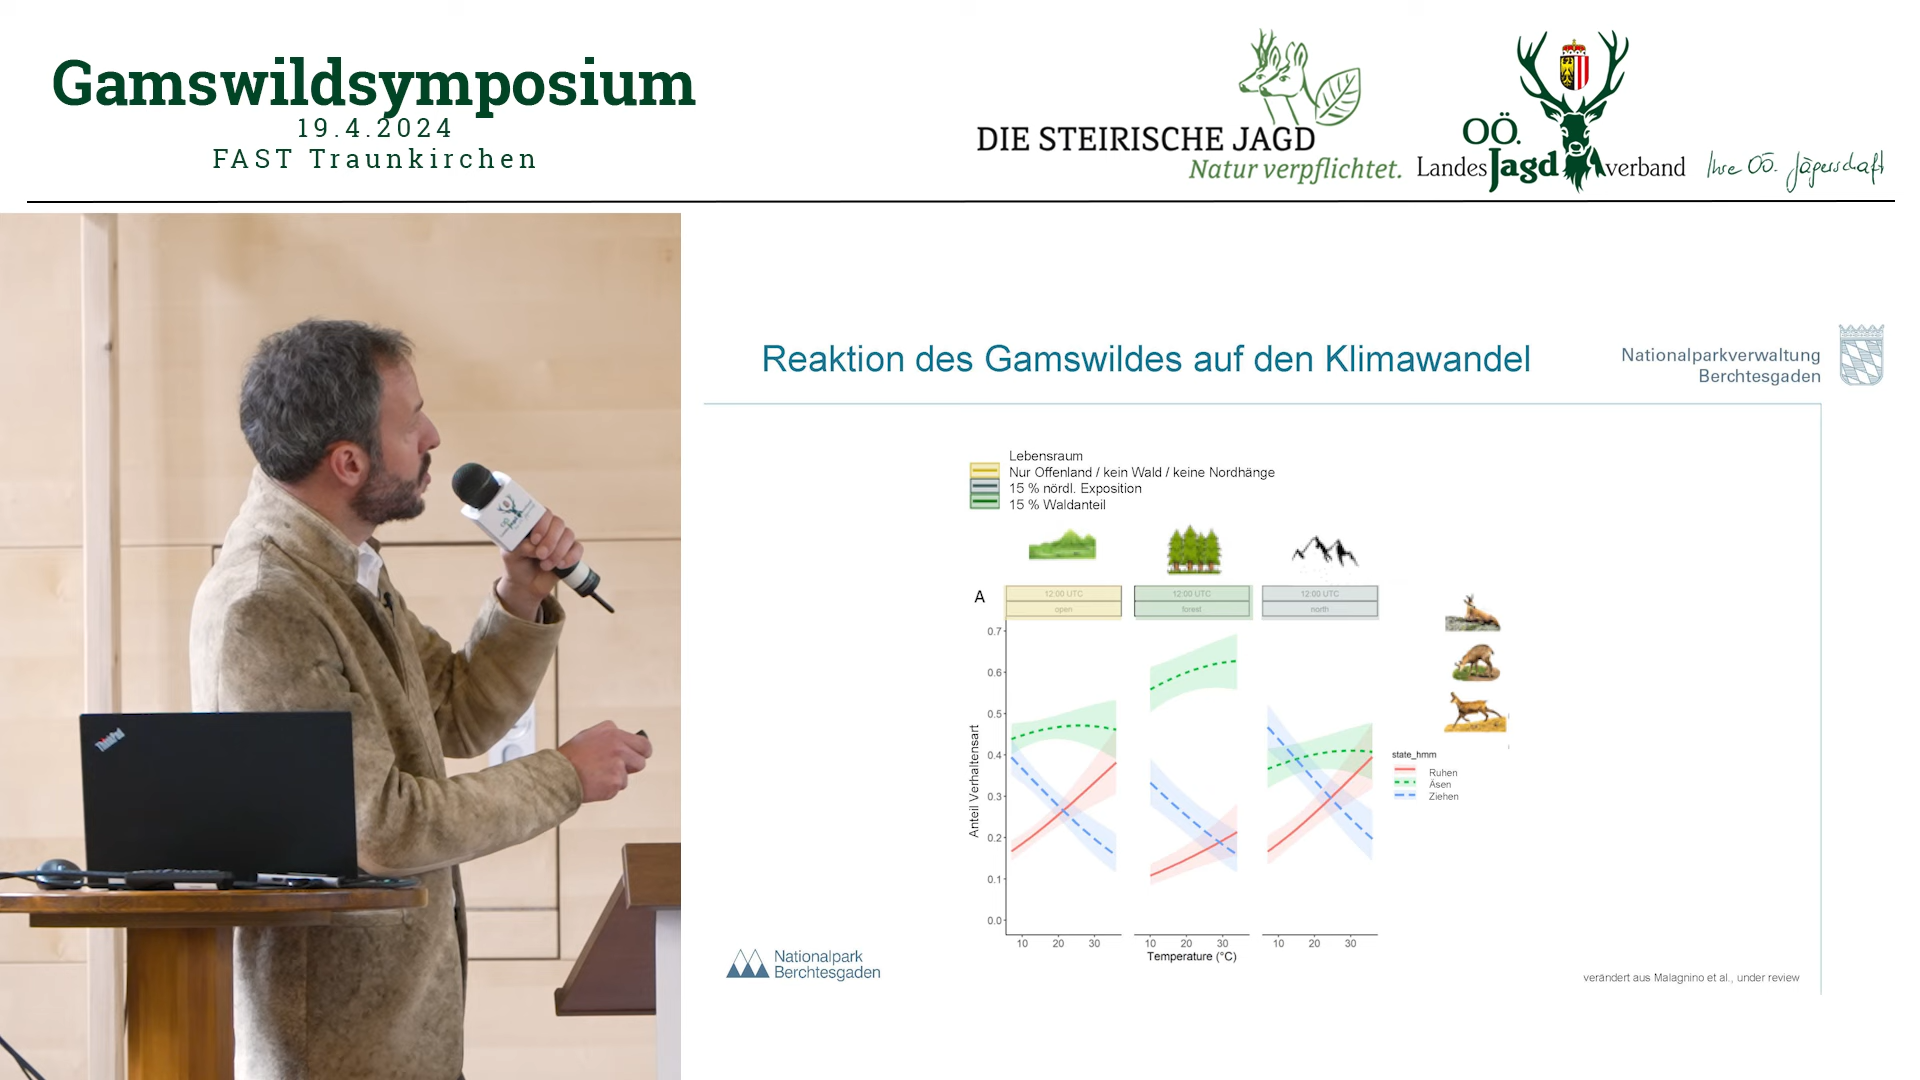 Gamswildsymposium
19.4.2024
FAST Traunkirchen
DIE STEIRISCHE JAGD
Natur verpflichtet.
OÖ.
LandesJagdverband
Ihre OÖ. Jägerschaft
ThinkPad
Reaktion des Gamswildes auf den Klimawandel
Nationalparkverwaltung
Berchtesgaden
Lebensraum
Nur Offenland / kein Wald / keine Nordhänge
15 % nördl. Exposition
15 % Waldanteil
A
12:00 UTC 12:00 UTC 12:00 UTC
open forest north
Anteil Verhaltensart
0.7
0.6
0.5
0.4
0.3
0.2
0.1
0.0
10 20 30 10 20 30 10 20 30
Temperature (°C)
state_hmm
Ruhen
Äsen
Ziehen
Nationalpark
Berchtesgaden
verändert aus Malagnino et al., under review